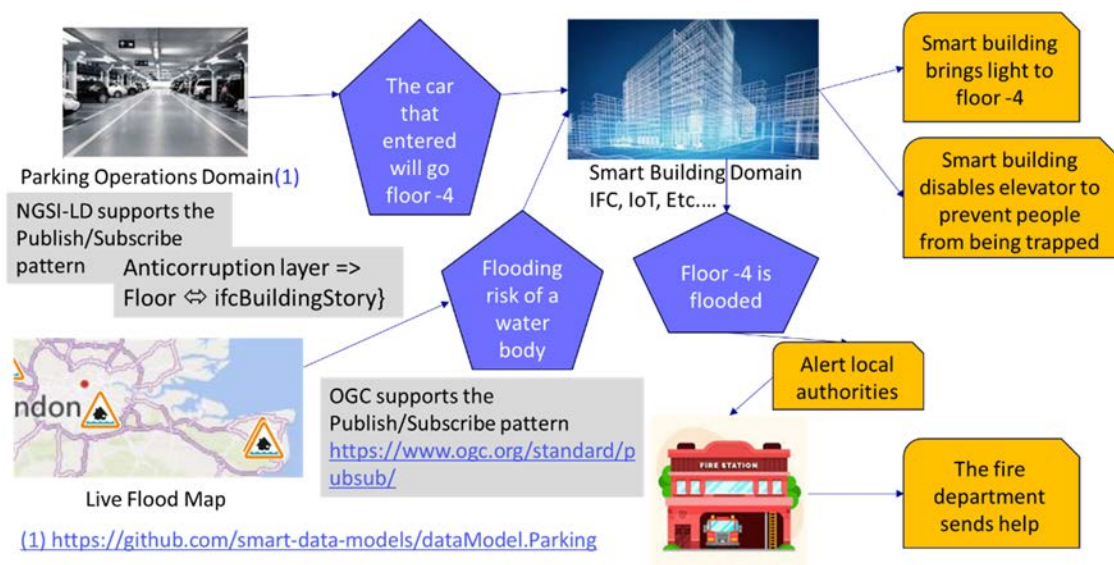 The car
that
entered
will go
floor -4
Smart building
brings light to
floor -4
Parking Operations Domain(1)
Smart Building Domain
IFC, IoT, Etc....
Smart building
disables elevator to
prevent people
from being trapped
NGSI-LD supports the
Publish/Subscribe
pattern
Anticorruption layer =>
Floor ⇔ ifcBuildingStory}
Flooding
risk of a
water
body
Floor -4 is
flooded
ndon
Alert local
authorities
OGC supports the
Publish/Subscribe pattern
https://www.ogc.org/standard/p
ubsub/
FIRE STATION
The fire
department
sends help
Live Flood Map
(1) https://github.com/smart-data-models/dataModel.Parking